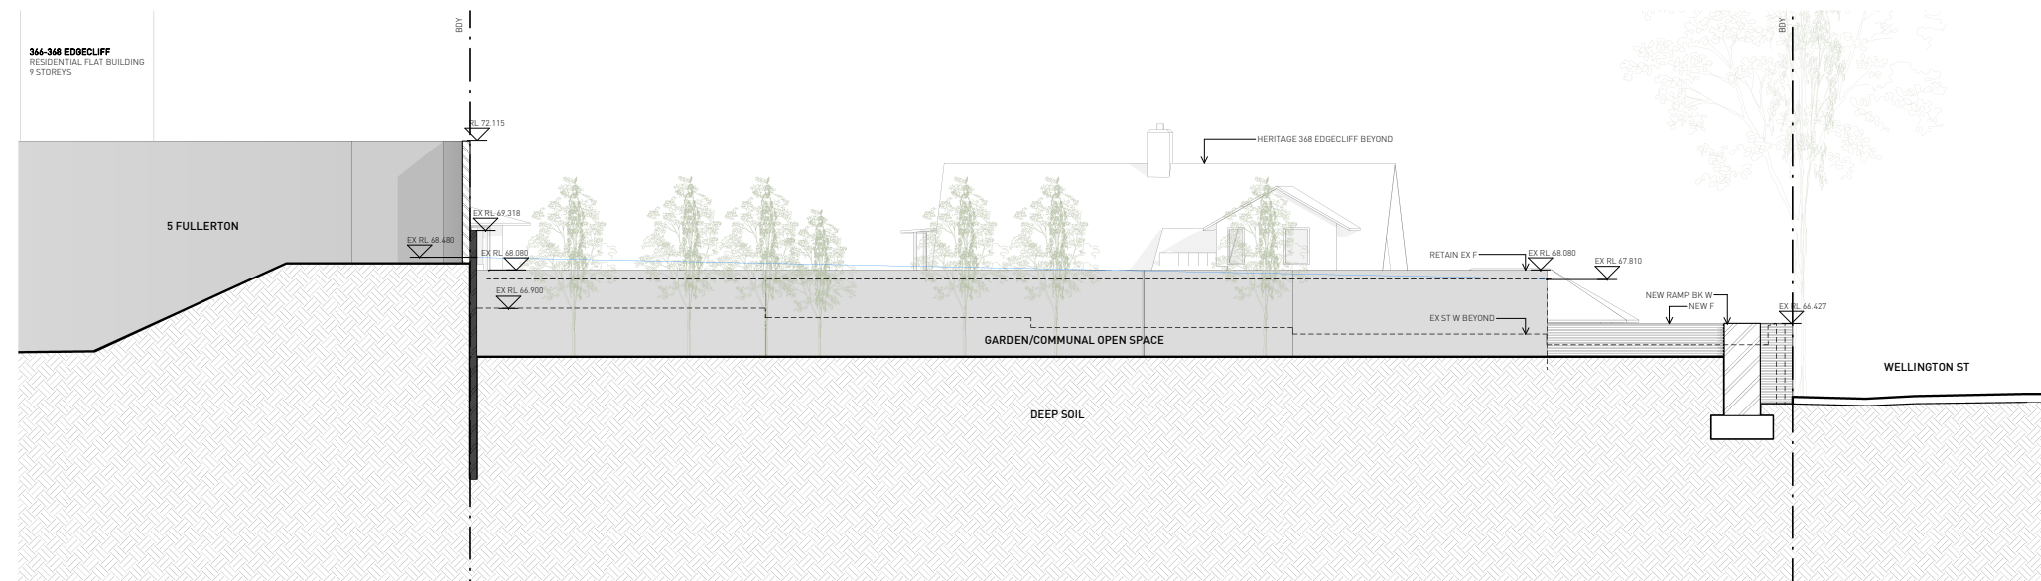 BDY
BDY
366-368 EDGECLIFF
RESIDENTIAL FLAT BUILDING
9 STOREYS
RL 72.115
HERITAGE 368 EDGECLIFF BEYOND
EX RL 69.318
5 FULLERTON
EX RL 68.480
EX RL 68.080
RETAIN EX F
EX RL 68.080
EX RL 67.810
EX RL 66.900
NEW RAMP BK W
NEW F
EX RL 66.427
EX ST W BEYOND
GARDEN/COMMUNAL OPEN SPACE
WELLINGTON ST
DEEP SOIL